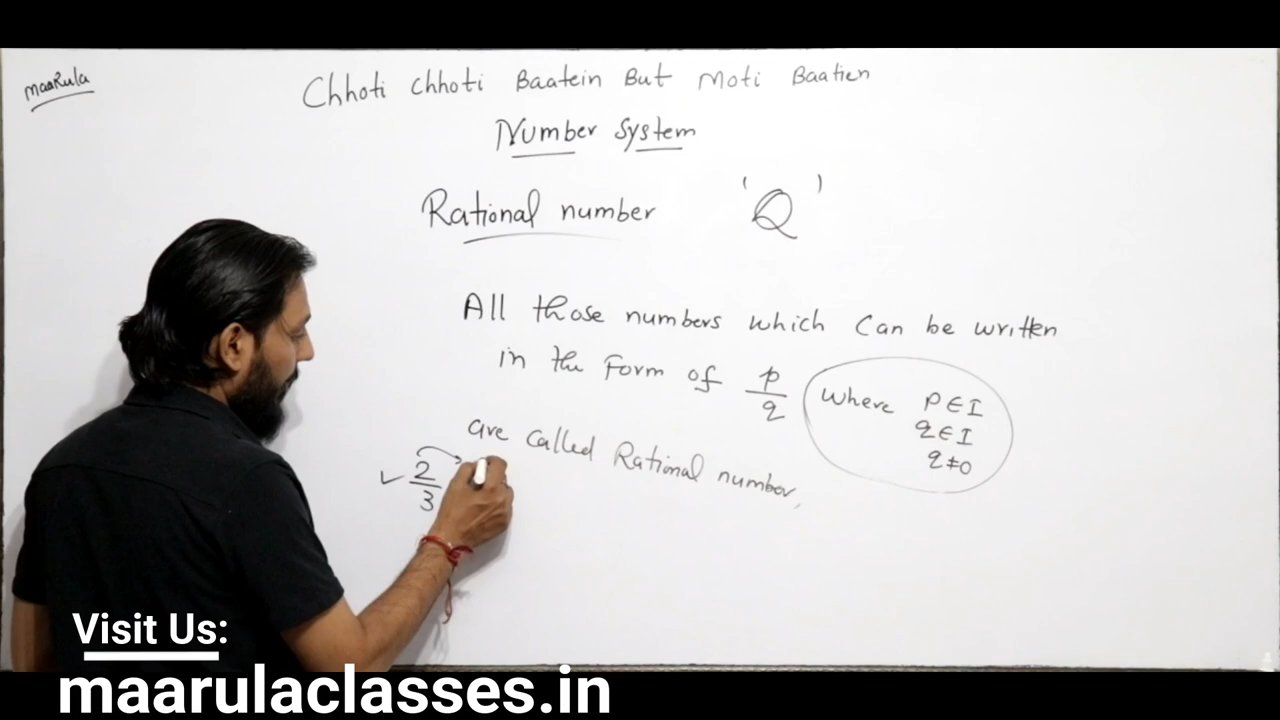 maaRula
Chhoti Chhoti Baatein But Moti Baatien
Number System
Rational number 'Q'
All those numbers which Can be written
in the Form of p/q where P∈I
q∈I
q≠0
are called Rational number,
✓ 2/3
Visit Us:
maarulaclasses.in